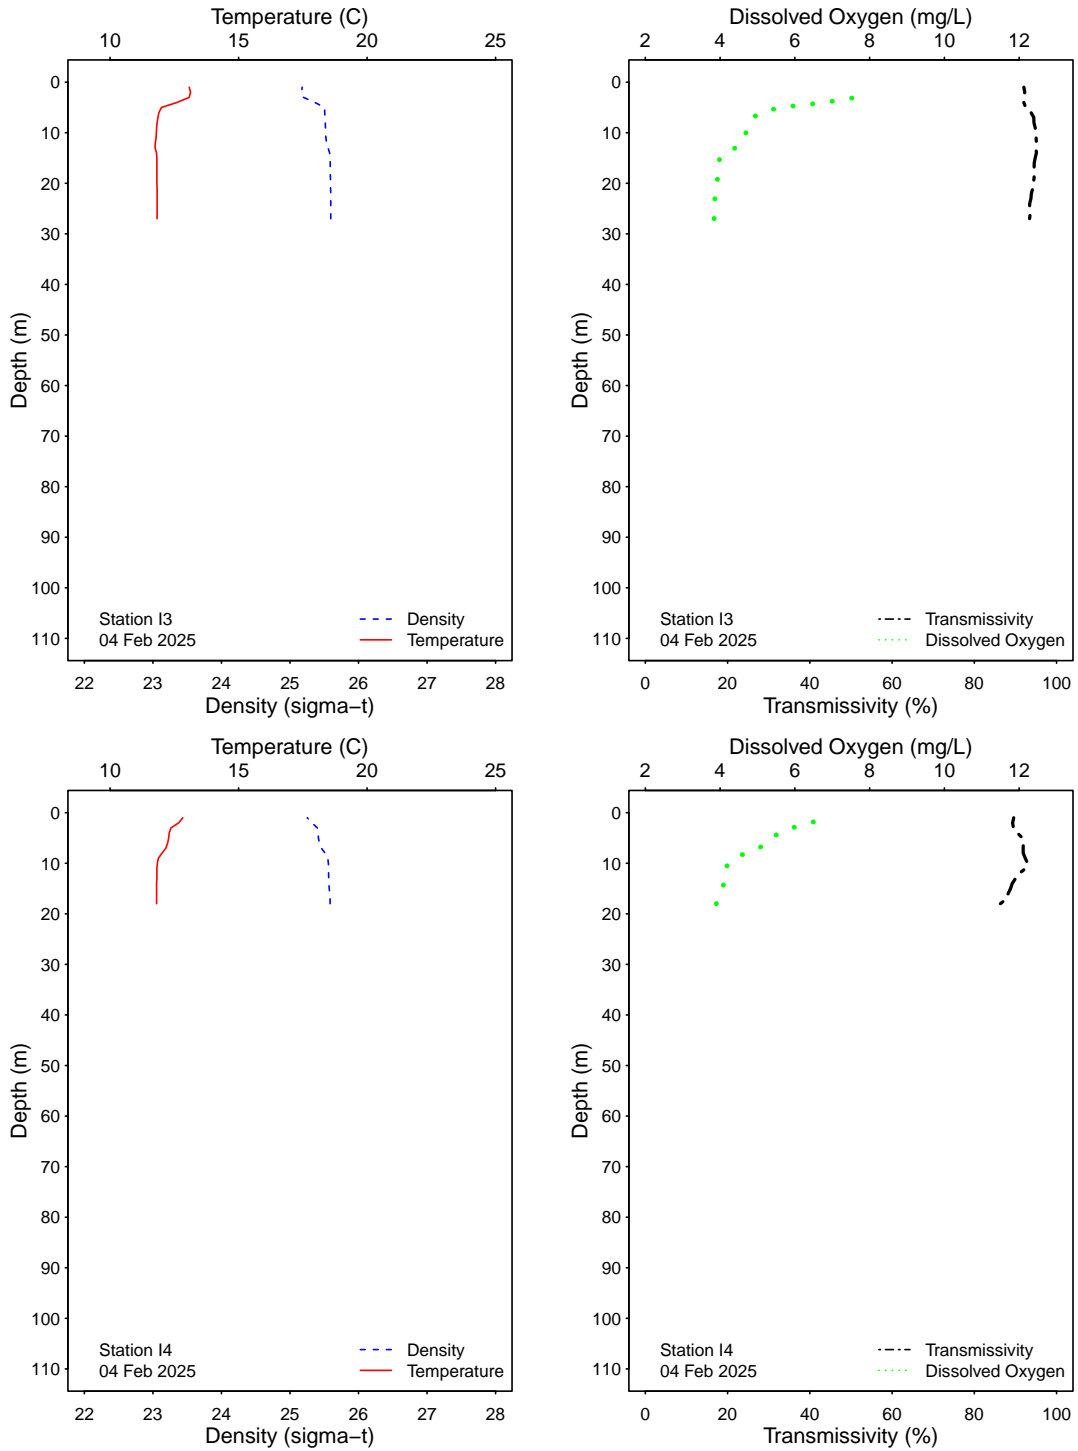 Temperature (C)
10 15 20 25
0
10
20
30
40
50
60
70
80
90
100
110
Depth (m)
Station I3
04 Feb 2025
Density
Temperature
22 23 24 25 26 27 28
Density (sigma−t)
Dissolved Oxygen (mg/L)
2 4 6 8 10 12
0
10
20
30
40
50
60
70
80
90
100
110
Depth (m)
Station I3
04 Feb 2025
Transmissivity
Dissolved Oxygen
0 20 40 60 80 100
Transmissivity (%)
Temperature (C)
10 15 20 25
0
10
20
30
40
50
60
70
80
90
100
110
Depth (m)
Station I4
04 Feb 2025
Density
Temperature
22 23 24 25 26 27 28
Density (sigma−t)
Dissolved Oxygen (mg/L)
2 4 6 8 10 12
0
10
20
30
40
50
60
70
80
90
100
110
Depth (m)
Station I4
04 Feb 2025
Transmissivity
Dissolved Oxygen
0 20 40 60 80 100
Transmissivity (%)